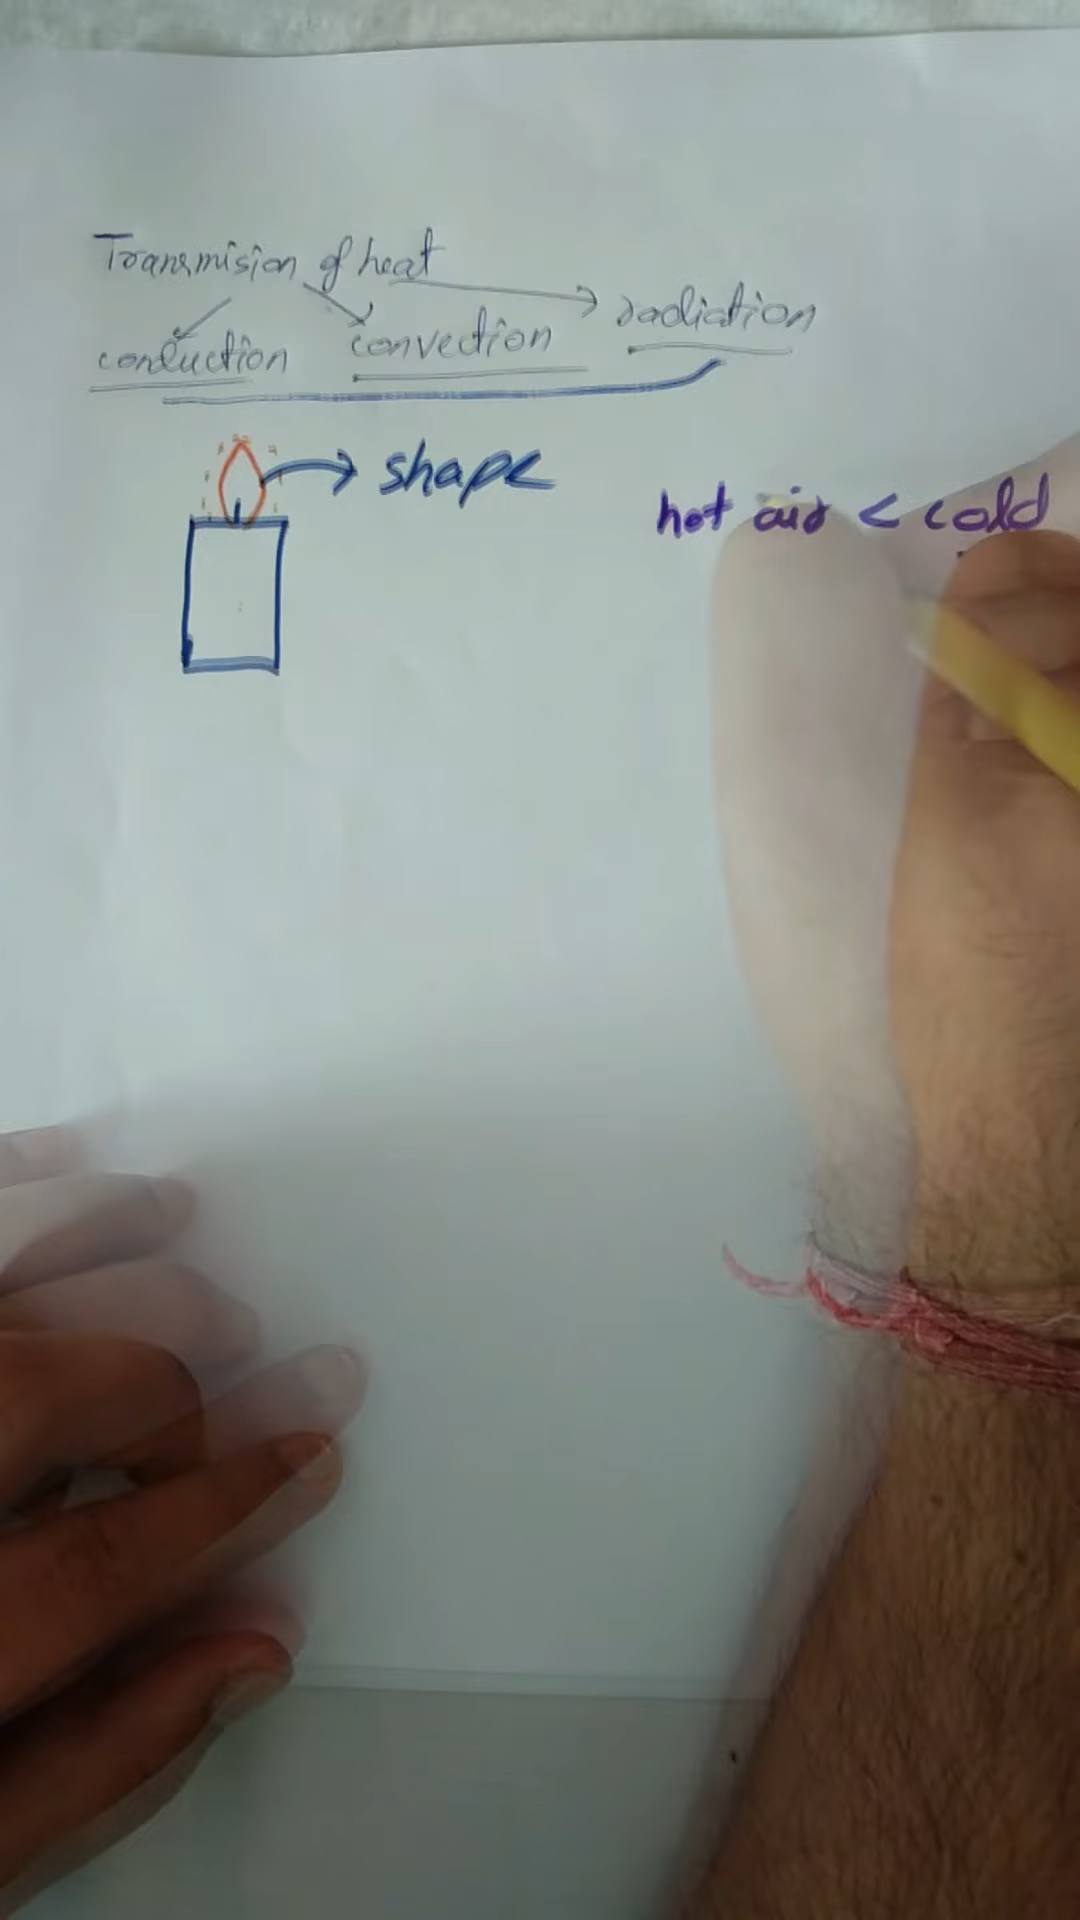 Transmision of heat
conduction convection radiation
shape
hot air < cold